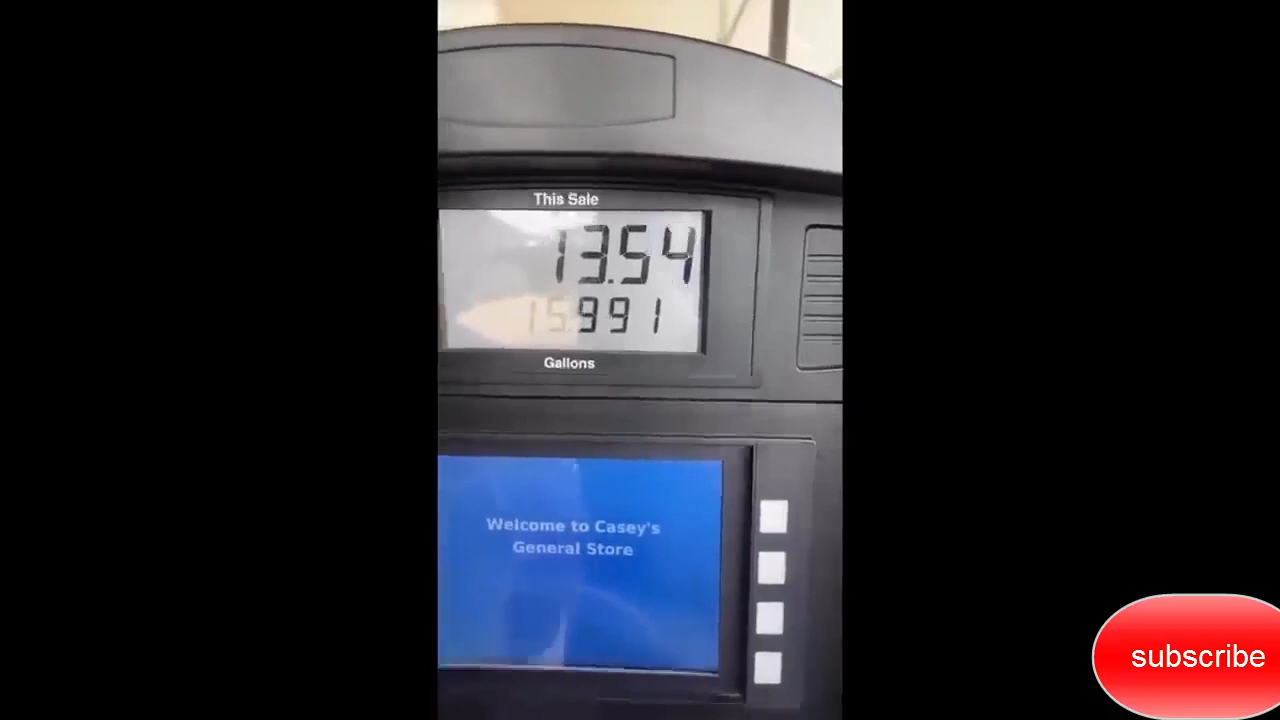 This Sale
13.54
15.991
Gallons
Welcome to Casey's
General Store
subscribe